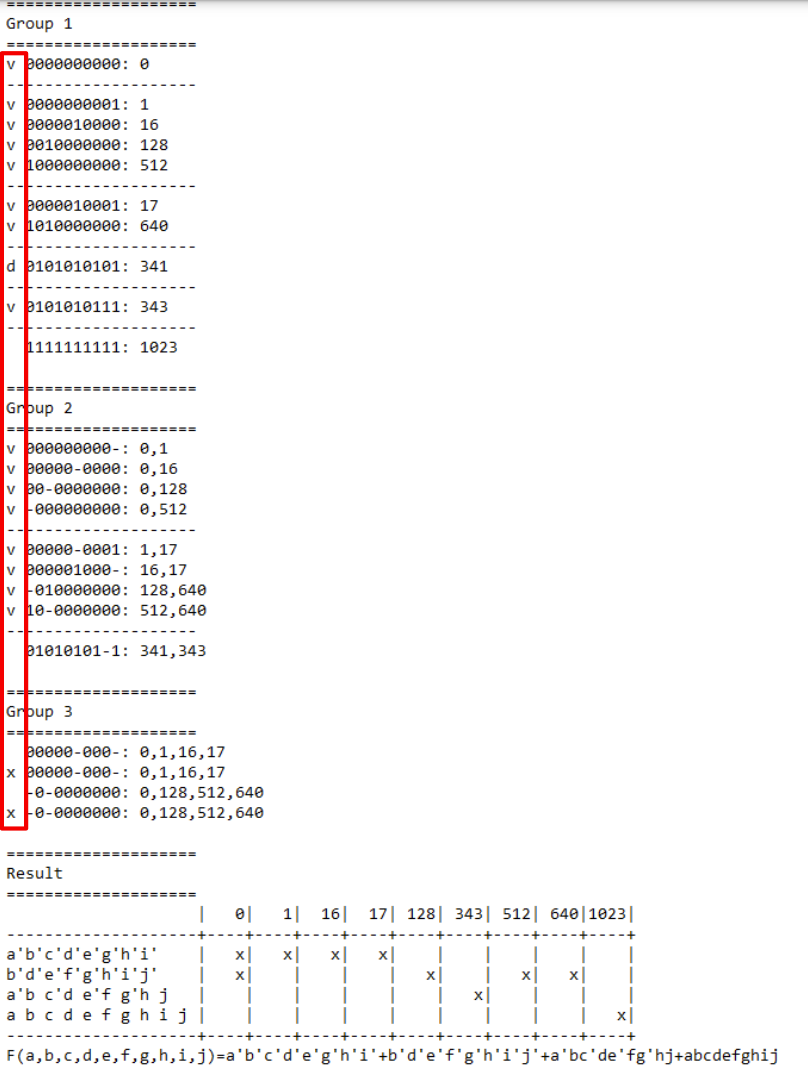 ====================
Group 1
====================
v 0000000000: 0
--------------------
v 0000000001: 1
v 0000010000: 16
v 0010000000: 128
v 1000000000: 512
--------------------
v 0000010001: 17
v 1010000000: 640
--------------------
d 0101010101: 341
--------------------
v 0101010111: 343
--------------------
  1111111111: 1023

====================
Group 2
====================
v 000000000-: 0,1
v 00000-0000: 0,16
v 00-0000000: 0,128
v -000000000: 0,512
--------------------
v 00000-0001: 1,17
v 000001000-: 16,17
v -010000000: 128,640
v 10-0000000: 512,640
--------------------
  01010101-1: 341,343

====================
Group 3
====================
  00000-000-: 0,1,16,17
x 00000-000-: 0,1,16,17
  -0-0000000: 0,128,512,640
x -0-0000000: 0,128,512,640

====================
Result
====================
                    |   0|   1|  16|  17| 128| 343| 512| 640|1023|
--------------------+----+----+----+----+----+----+----+----+----+
a'b'c'd'e'g'h'i'    |   x|   x|   x|   x|    |    |    |    |    |
b'd'e'f'g'h'i'j'    |   x|    |    |    |   x|    |   x|   x|    |
a'b c'd e'f g'h j   |    |    |    |    |    |   x|    |    |    |
a b c d e f g h i j |    |    |    |    |    |    |    |    |   x|
--------------------+----+----+----+----+----+----+----+----+----+
F(a,b,c,d,e,f,g,h,i,j)=a'b'c'd'e'g'h'i'+b'd'e'f'g'h'i'j'+a'bc'de'fg'hj+abcdefghij